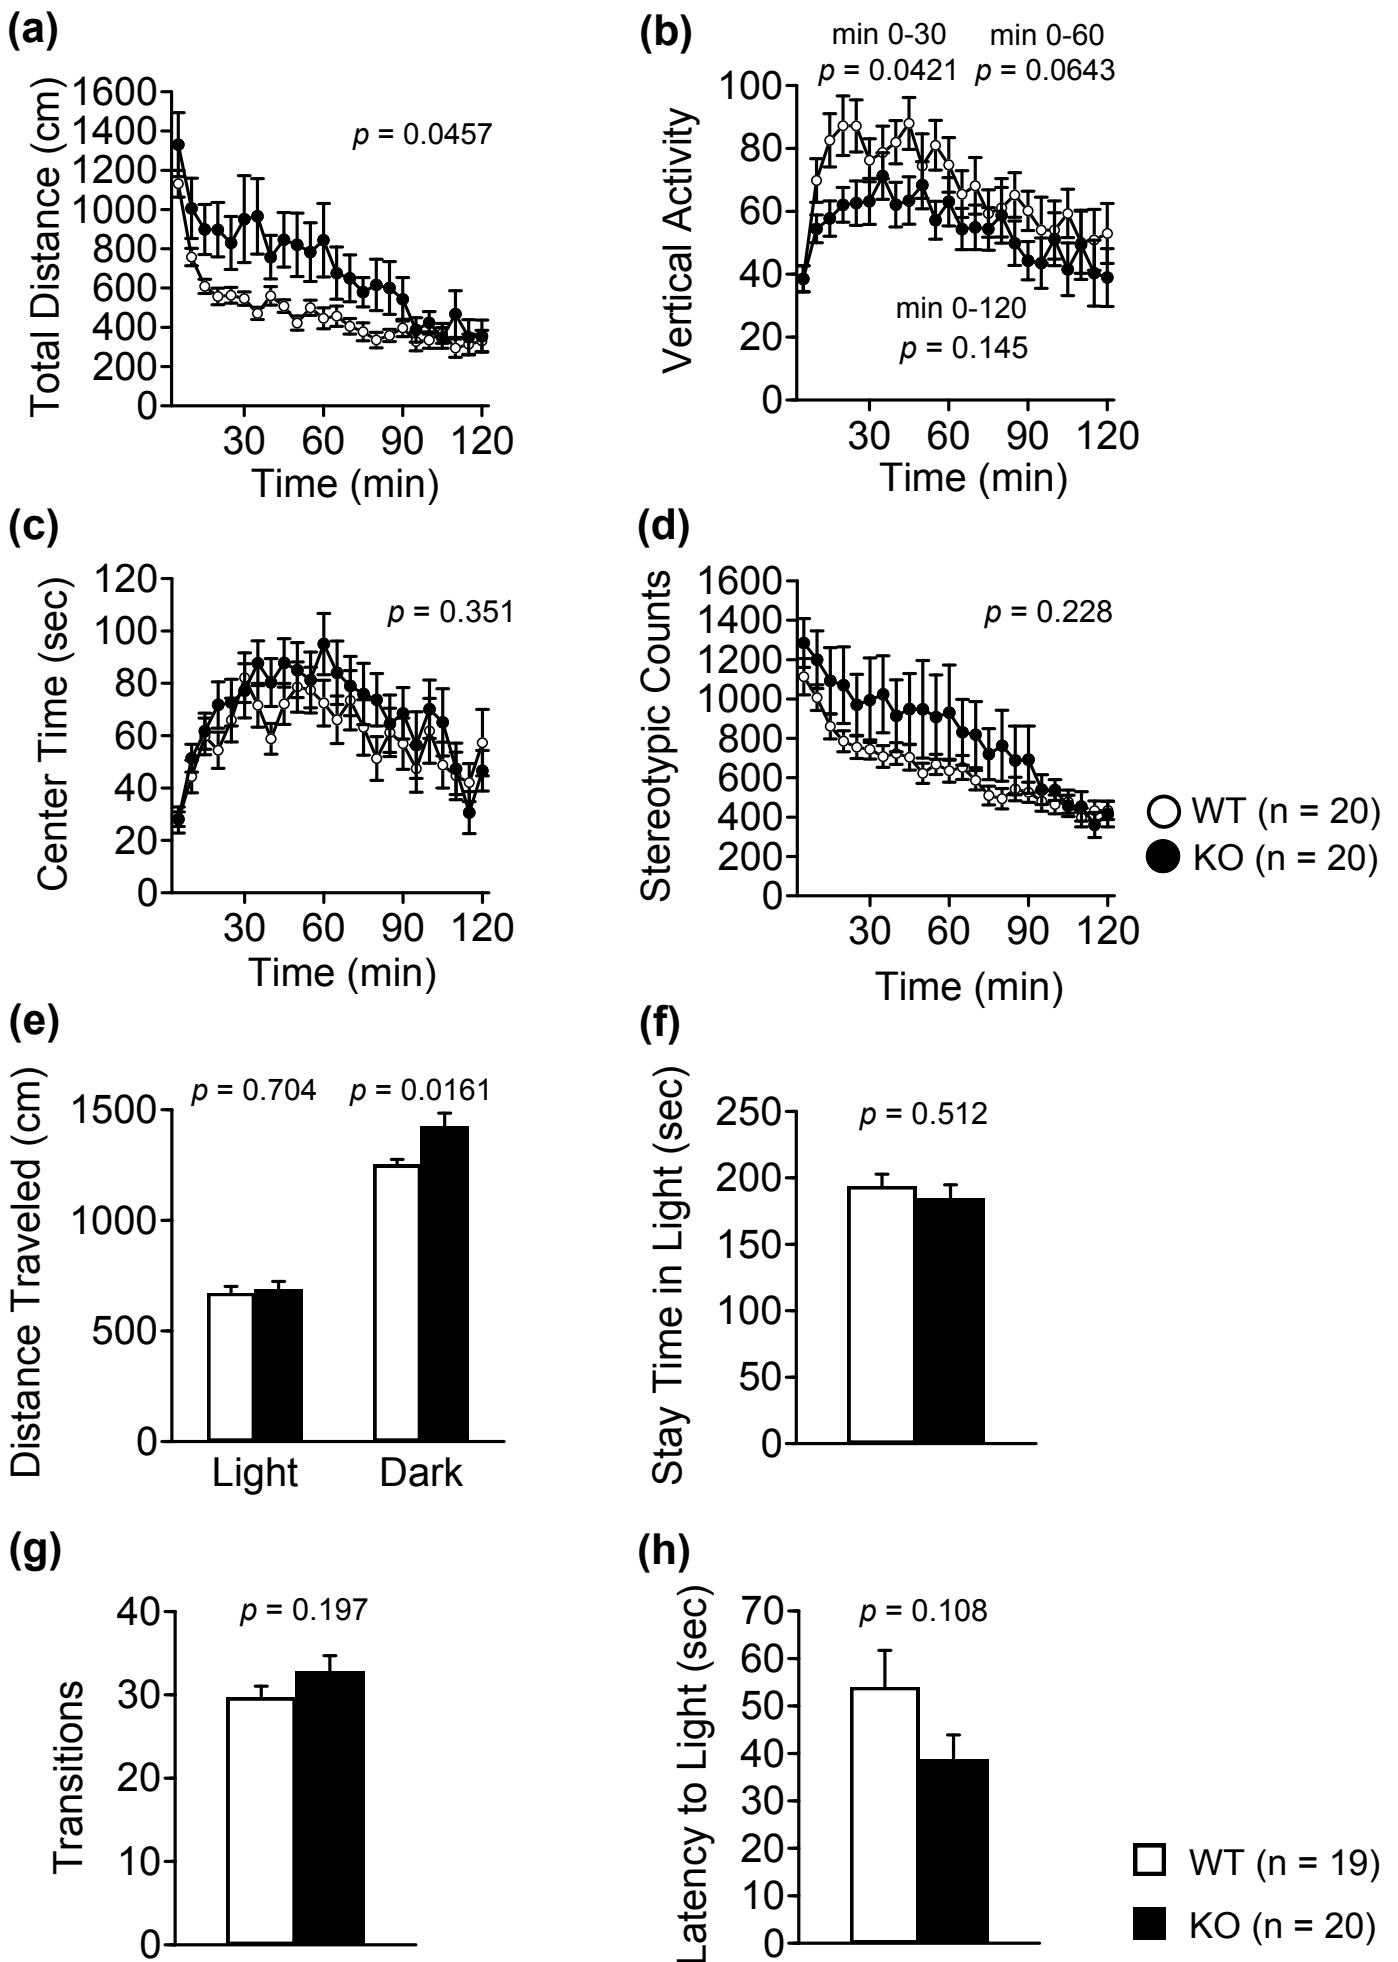 (a)
Total Distance (cm)
1600
1400
1200
1000
800
600
400
200
0
p = 0.0457
30 60 90 120
Time (min)
(b)
min 0-30 min 0-60
p = 0.0421 p = 0.0643
Vertical Activity
100
80
60
40
20
0
min 0-120
p = 0.145
30 60 90 120
Time (min)
(c)
Center Time (sec)
120
100
80
60
40
20
0
p = 0.351
30 60 90 120
Time (min)
(d)
Stereotypic Counts
1600
1400
1200
1000
800
600
400
200
0
p = 0.228
30 60 90 120
Time (min)
WT (n = 20)
KO (n = 20)
(e)
Distance Traveled (cm)
p = 0.704 p = 0.0161
1500
1000
500
0
Light Dark
(f)
Stay Time in Light (sec)
p = 0.512
250
200
150
100
50
0
(g)
Transitions
p = 0.197
40
30
20
10
0
(h)
Latency to Light (sec)
p = 0.108
70
60
50
40
30
20
10
0
WT (n = 19)
KO (n = 20)